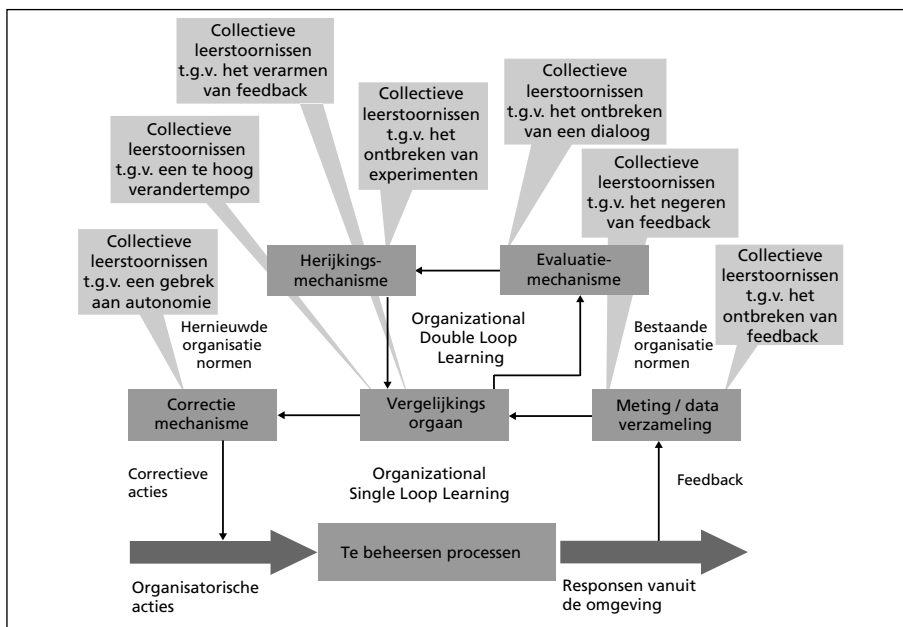 Collectieve
leerstoornissen
t.g.v. het verarmen
van feedback
Collectieve
leerstoornissen
t.g.v. het
ontbreken van
experimenten
Collectieve
leerstoornissen
t.g.v. het ontbreken
van een dialoog
Collectieve
leerstoornissen
t.g.v. een te hoog
verandertempo
Collectieve
leerstoornissen
t.g.v. het negeren
van feedback
Collectieve
leerstoornissen
t.g.v. een gebrek
aan autonomie
Herijkings-
mechanisme
Evaluatie-
mechanisme
Collectieve
leerstoornissen
t.g.v. het
ontbreken van
feedback
Hernieuwde
organisatie
normen
Organizational
Double Loop
Learning
Bestaande
organisatie
normen
Correctie
mechanisme
Vergelijkings
orgaan
Meting / data
verzameling
Correctieve
acties
Organizational
Single Loop Learning
Feedback
Te beheersen processen
Organisatorische
acties
Responsen vanuit
de omgeving